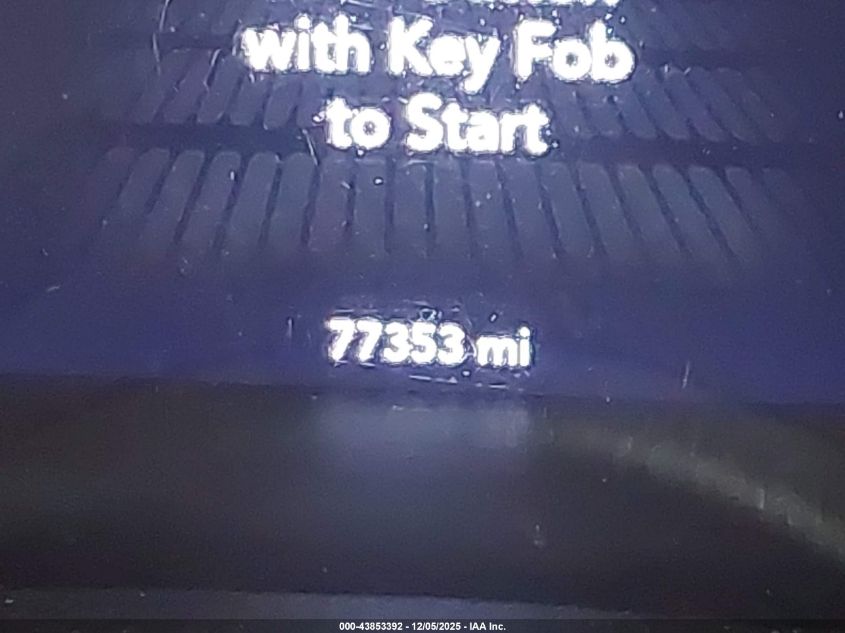 with Key Fob
to Start
77353 mi
000-43853392 - 12/05/2025 - IAA Inc.